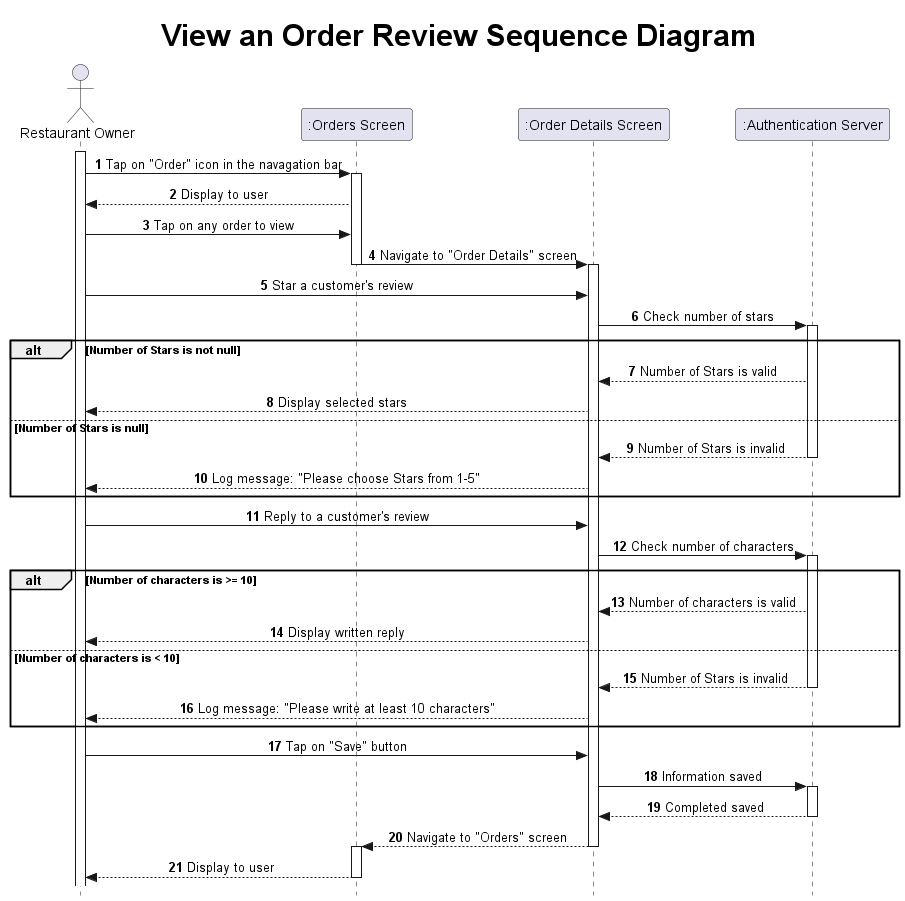 View an Order Review Sequence Diagram
Restaurant Owner
:Orders Screen
:Order Details Screen
:Authentication Server
1 Tap on "Order" icon in the navagation bar
2 Display to user
3 Tap on any order to view
4 Navigate to "Order Details" screen
5 Star a customer's review
6 Check number of stars
alt [Number of Stars is not null]
7 Number of Stars is valid
8 Display selected stars
[Number of Stars is null]
9 Number of Stars is invalid
10 Log message: "Please choose Stars from 1-5"
11 Reply to a customer's review
12 Check number of characters
alt [Number of characters is >= 10]
13 Number of characters is valid
14 Display written reply
[Number of characters is < 10]
15 Number of Stars is invalid
16 Log message: "Please write at least 10 characters"
17 Tap on "Save" button
18 Information saved
19 Completed saved
20 Navigate to "Orders" screen
21 Display to user